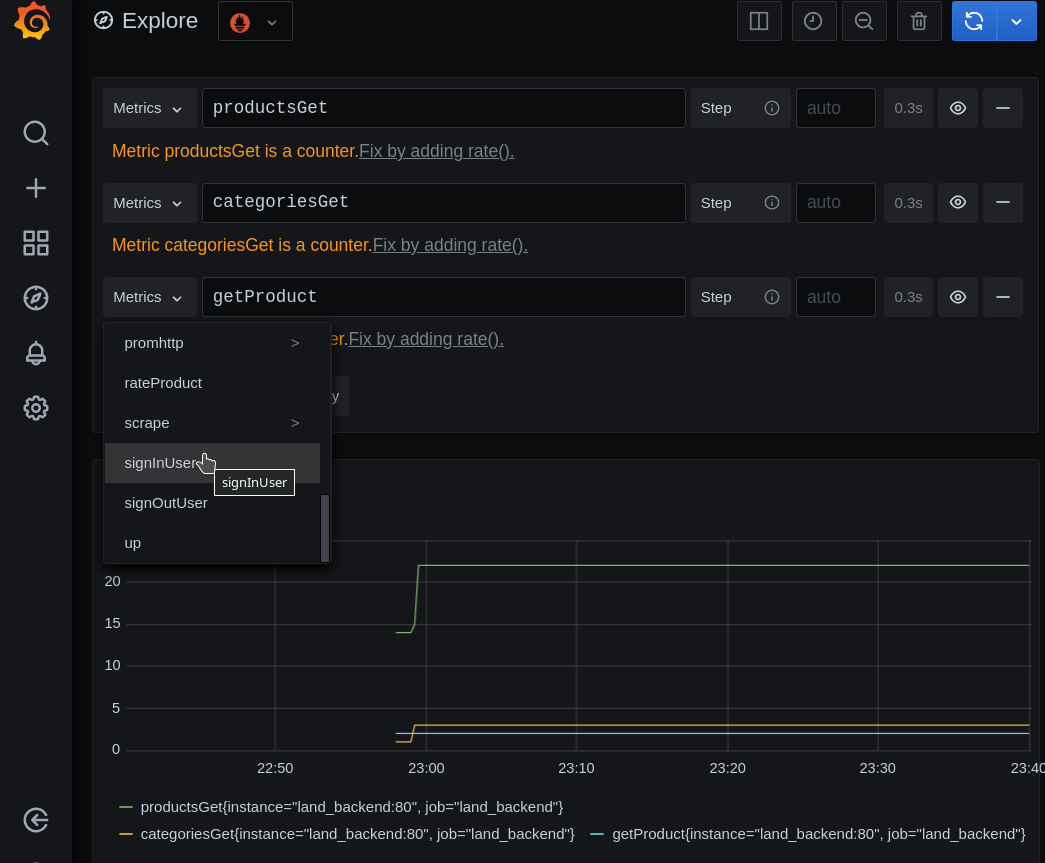 Explore
Metrics productsGet Step auto 0.3s
Metric productsGet is a counter.Fix by adding rate().
Metrics categoriesGet Step auto 0.3s
Metric categoriesGet is a counter.Fix by adding rate().
Metrics getProduct Step auto 0.3s
er.Fix by adding rate().
promhttp >
rateProduct
y
scrape >
signInUser
signInUser
signOutUser
up
20
15
10
5
0
22:50 23:00 23:10 23:20 23:30 23:40
productsGet{instance="land_backend:80", job="land_backend"}
categoriesGet{instance="land_backend:80", job="land_backend"} getProduct{instance="land_backend:80", job="land_backend"}